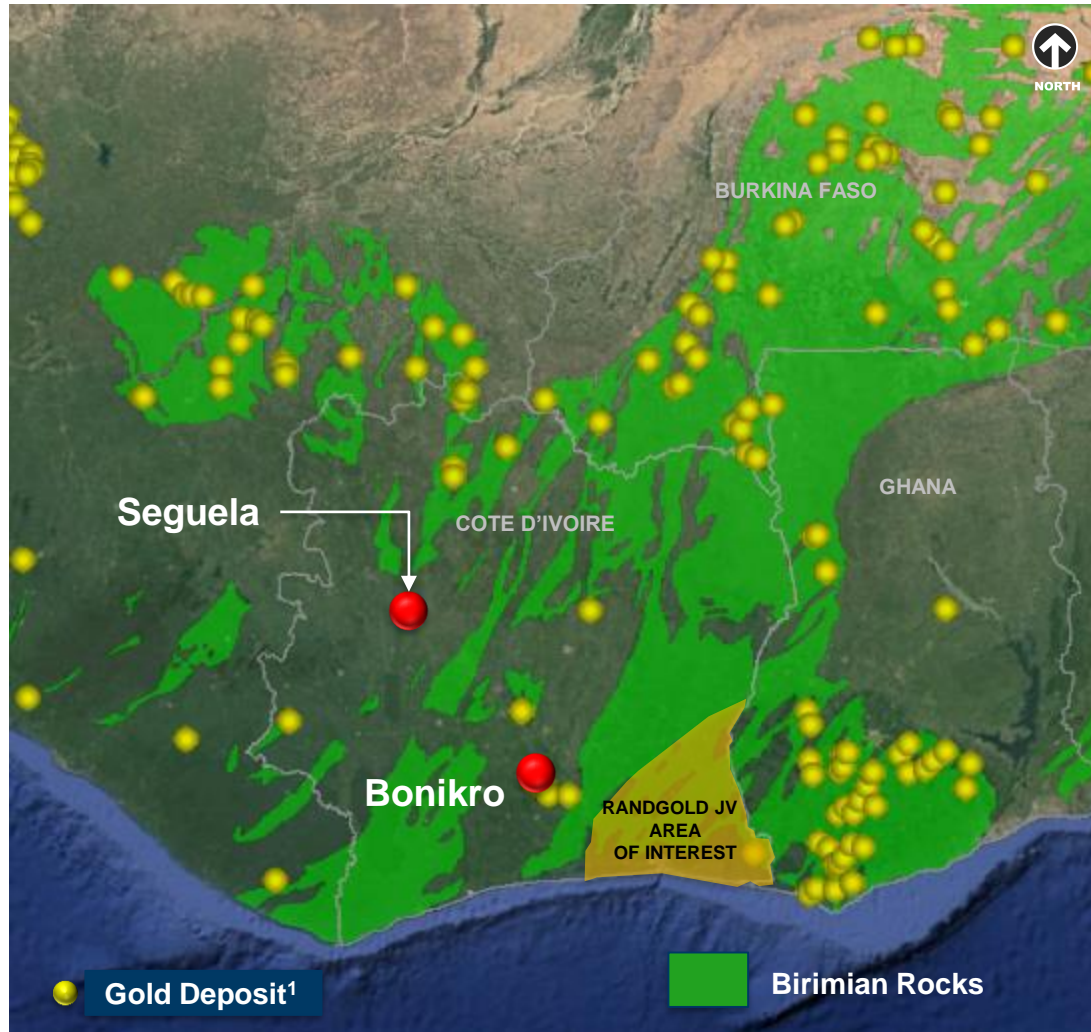 NORTH
BURKINA FASO
GHANA
Seguela
COTE D'IVOIRE
Bonikro
RANDGOLD JV
AREA
OF INTEREST
Gold Deposit¹
Birimian Rocks